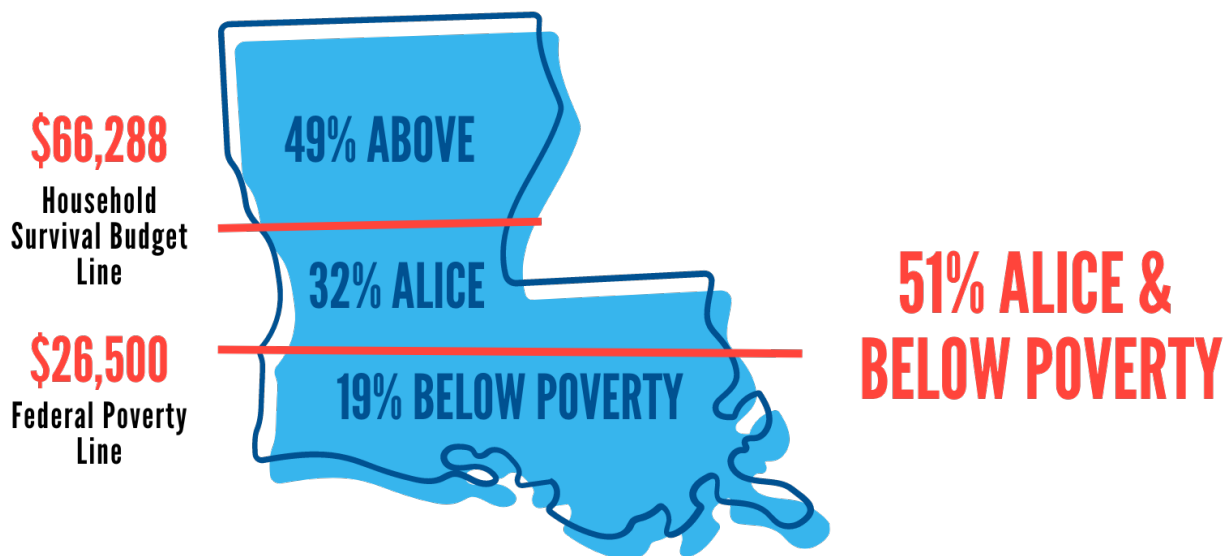 $66,288
Household
Survival Budget
Line
$26,500
Federal Poverty
Line
49% ABOVE
32% ALICE
19% BELOW POVERTY
51% ALICE &
BELOW POVERTY